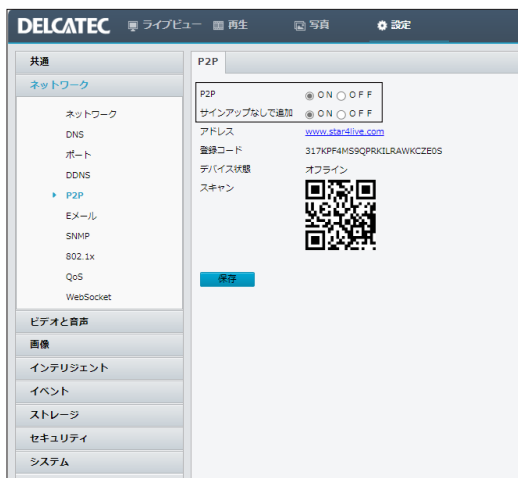 DELCATEC ライブビュー 再生 写真 設定
共通
ネットワーク
ネットワーク
DNS
ポート
DDNS
P2P
Eメール
SNMP
802.1x
QoS
WebSocket
ビデオと音声
画像
インテリジェント
イベント
ストレージ
セキュリティ
システム
P2P
P2P ON OFF
サインアップなしで追加 ON OFF
アドレス www.star4live.com
登録コード 317KPF4MS9QPRKILRAWKCZE0S
デバイス状態 オフライン
スキャン
保存